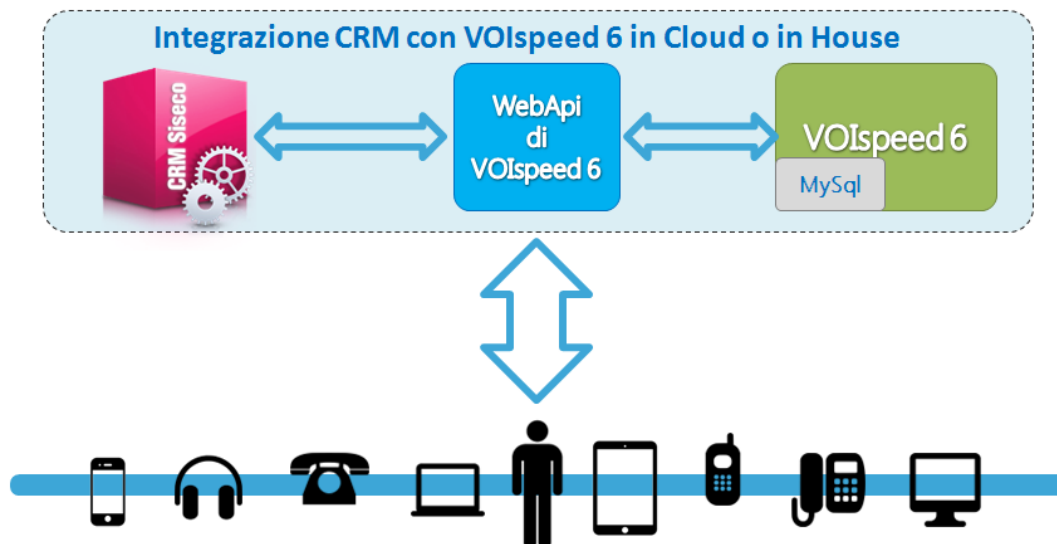 Integrazione CRM con VOIspeed 6 in Cloud o in House
CRM Siseco
WebApi
di
VOIspeed 6
VOIspeed 6
MySql